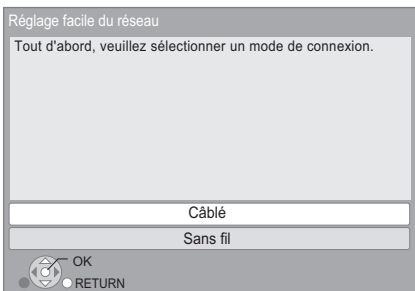 Réglage facile du réseau
Tout d'abord, veuillez sélectionner un mode de connexion.
Câblé
Sans fil
OK
RETURN